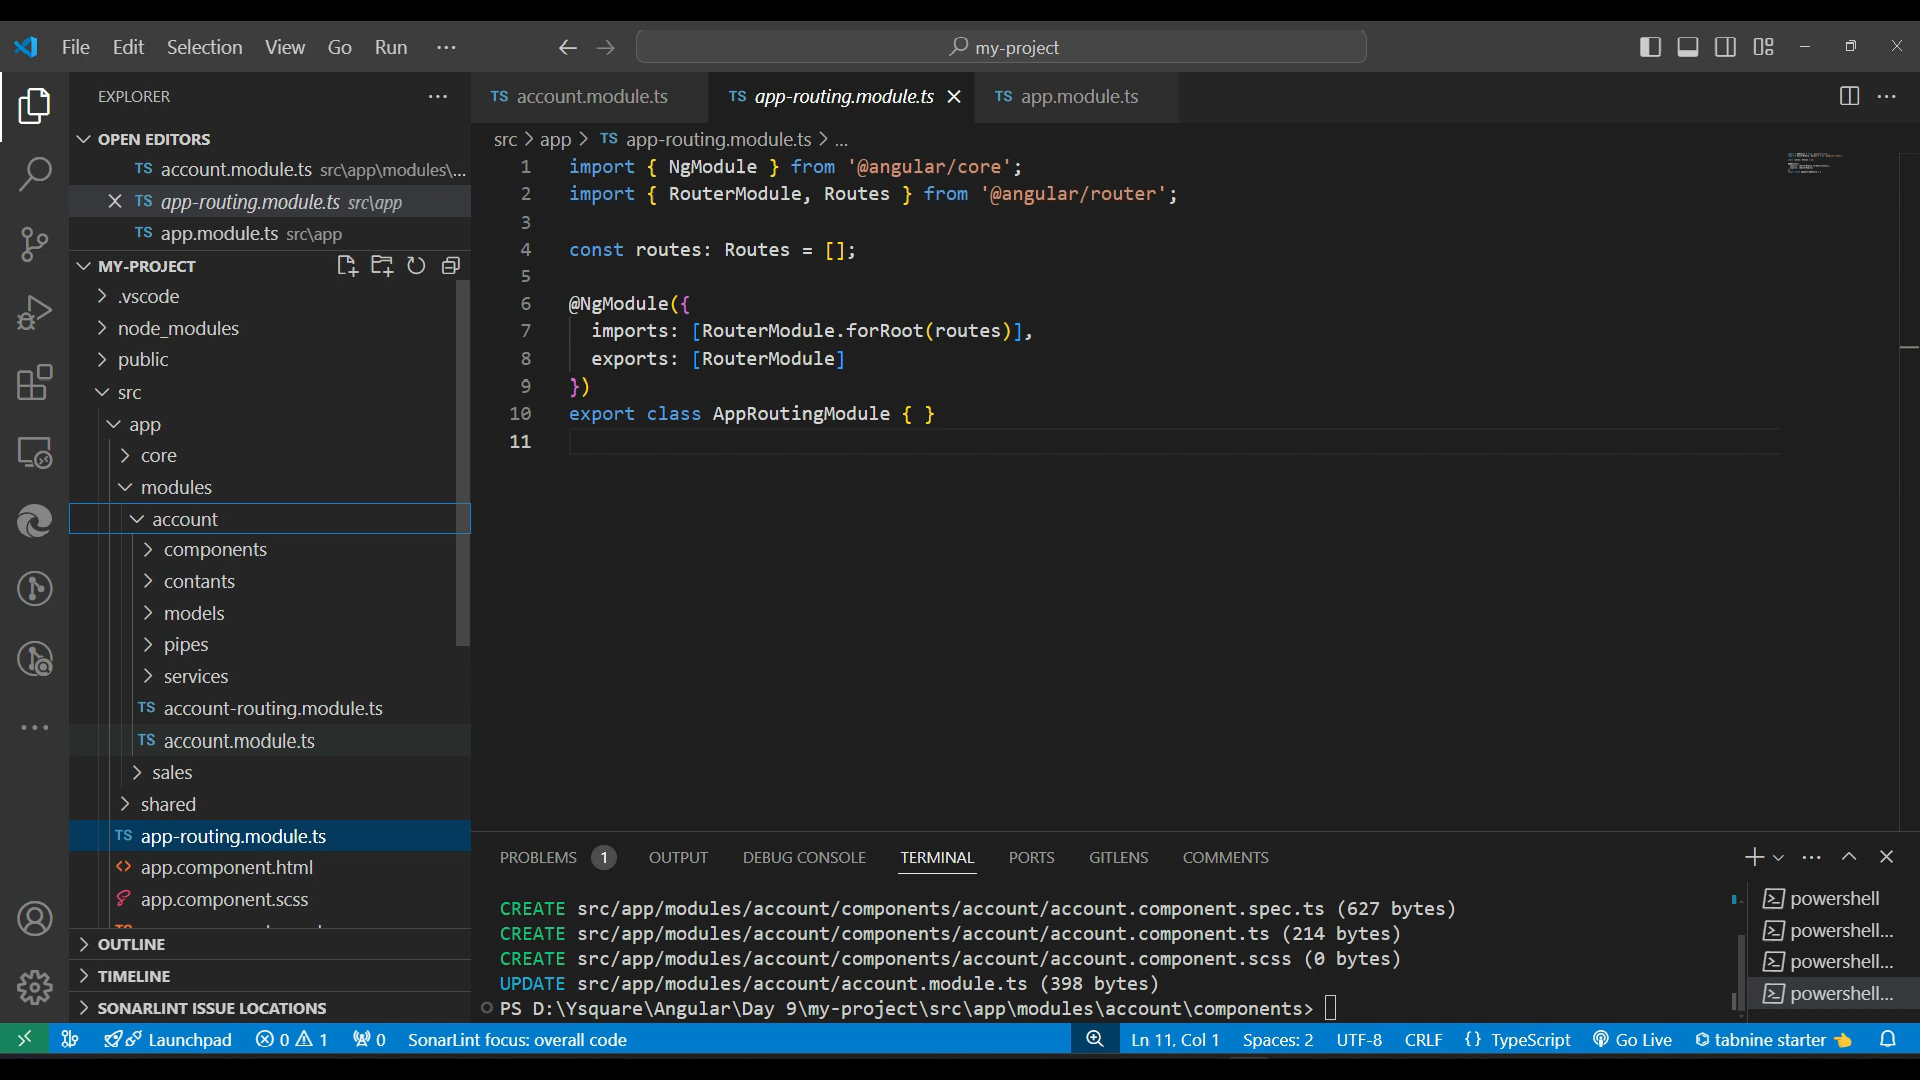 File Edit Selection View Go Run ···
my-project
EXPLORER ···
OPEN EDITORS
TS account.module.ts src\app\modules\...
TS app-routing.module.ts src\app
TS app.module.ts src\app
MY-PROJECT
.vscode
node_modules
public
src
app
core
modules
account
components
contants
models
pipes
services
TS account-routing.module.ts
TS account.module.ts
sales
shared
TS app-routing.module.ts
<> app.component.html
app.component.scss
OUTLINE
TIMELINE
SONARLINT ISSUE LOCATIONS
TS account.module.ts
TS app-routing.module.ts
TS app.module.ts
src > app > TS app-routing.module.ts > ...
1 import { NgModule } from '@angular/core';
2 import { RouterModule, Routes } from '@angular/router';
3
4 const routes: Routes = [];
5
6 @NgModule({
7 imports: [RouterModule.forRoot(routes)],
8 exports: [RouterModule]
9 })
10 export class AppRoutingModule { }
11
PROBLEMS 1 OUTPUT DEBUG CONSOLE TERMINAL PORTS GITLENS COMMENTS
CREATE src/app/modules/account/components/account/account.component.spec.ts (627 bytes)
CREATE src/app/modules/account/components/account/account.component.ts (214 bytes)
CREATE src/app/modules/account/components/account/account.component.scss (0 bytes)
UPDATE src/app/modules/account/account.module.ts (398 bytes)
PS D:\Ysquare\Angular\Day 9\my-project\src\app\modules\account\components>
powershell
powershell...
powershell...
powershell...
Launchpad 0 1 0 SonarLint focus: overall code Ln 11, Col 1 Spaces: 2 UTF-8 CRLF {} TypeScript Go Live tabnine starter 👈